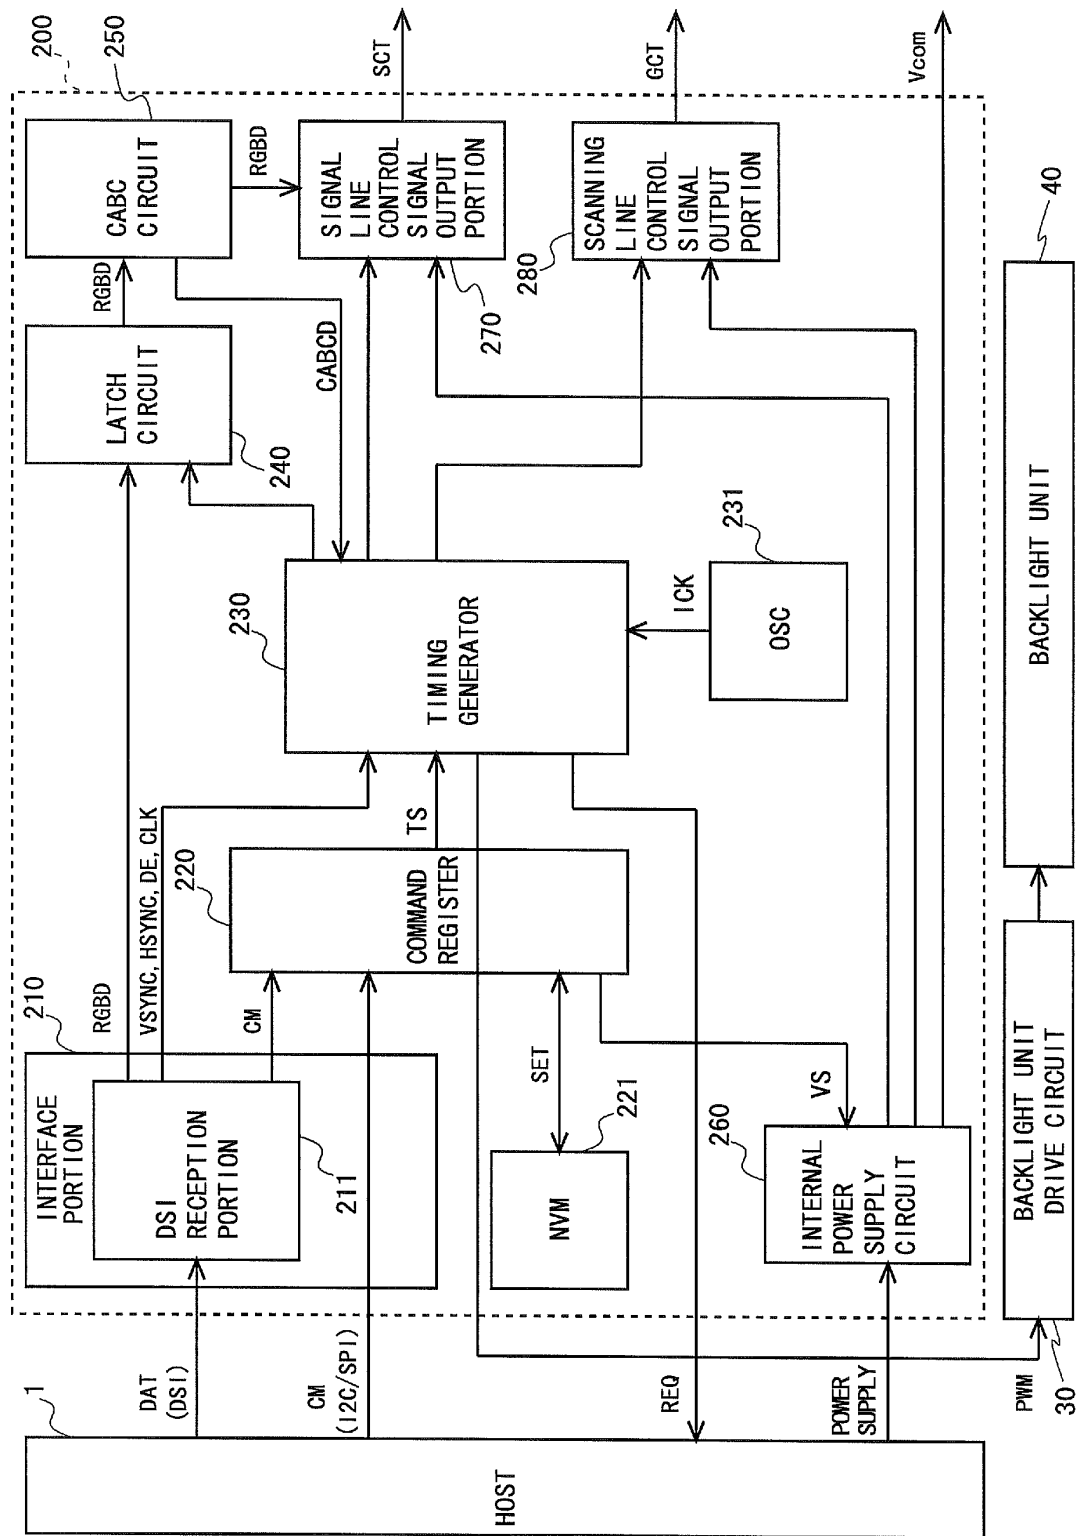 200
250
CABC
CIRCUIT
RGBD
LATCH
CIRCUIT
240
RGBD
SIGNAL
LINE
CONTROL
SIGNAL
OUTPUT
PORTION
270
SCT
SCANNING
LINE
CONTROL
SIGNAL
OUTPUT
PORTION
280
GCT
Vcom
CABCD
230
TIMING
GENERATOR
231
OSC
ICK
RGBD
VSYNC, HSYNC, DE, CLK
CM
TS
220
COMMAND
REGISTER
210
INTERFACE
PORTION
DSI
RECEPTION
PORTION
211
SET
221
NVM
VS
260
INTERNAL
POWER
SUPPLY
CIRCUIT
1
HOST
DAT
(DSI)
CM
(I2C/SPI)
REQ
POWER
SUPPLY
PWM
30
BACKLIGHT UNIT
DRIVE CIRCUIT
40
BACKLIGHT UNIT